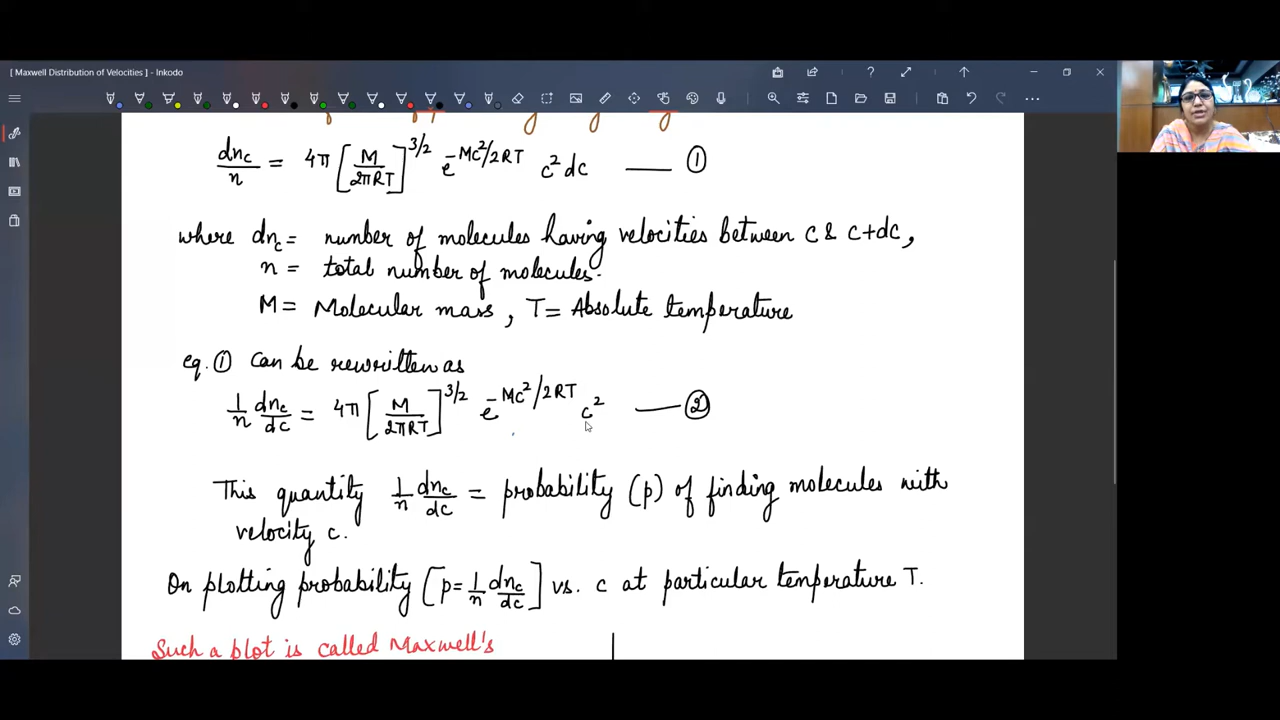 [ Maxwell Distribution of Velocities ] - Inkodo
dn_c/n = 4π [M/2πRT]^3/2 e^-Mc²/2RT c² dc —— ①
where dn_c = number of molecules having velocities between c & c+dc,
n = total number of molecules.
M = Molecular mass, T = Absolute temperature
eq. ① can be rewritten as
1/n dn_c/dc = 4π [M/2πRT]^3/2 e^-Mc²/2RT c² —— ②
This quantity 1/n dn_c/dc = probability (p) of finding molecules with
velocity c.
On plotting probability [p = 1/n dn_c/dc] vs. c at particular temperature T.
Such a plot is called Maxwell's